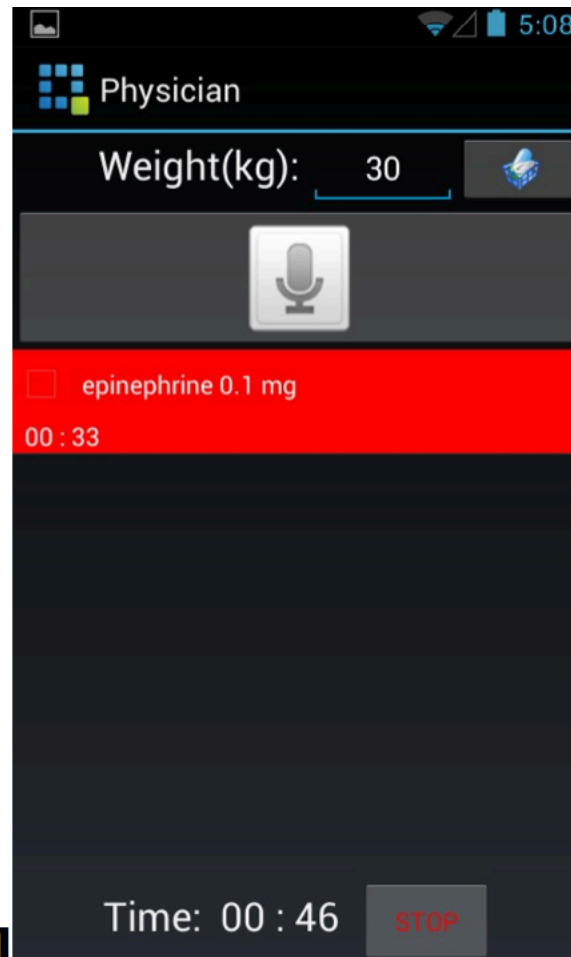 5:08
Physician
Weight(kg): 30
epinephrine 0.1 mg
00 : 33
Time: 00 : 46 STOP